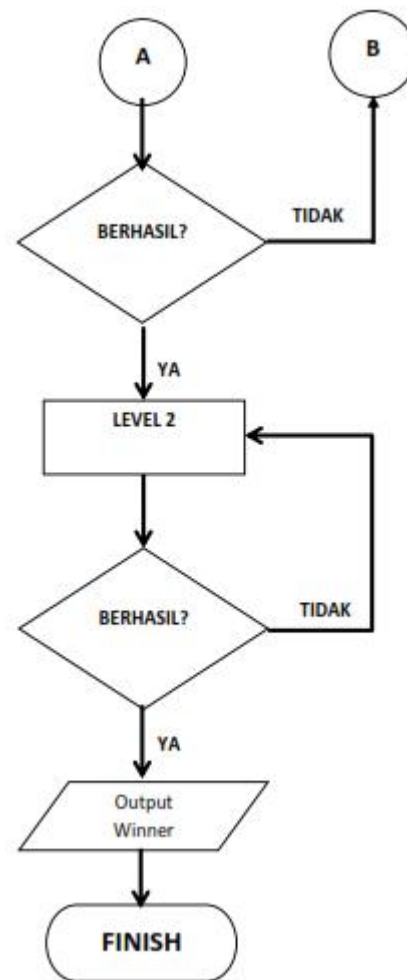 A
B
BERHASIL?
TIDAK
YA
LEVEL 2
BERHASIL?
TIDAK
YA
Output
Winner
FINISH